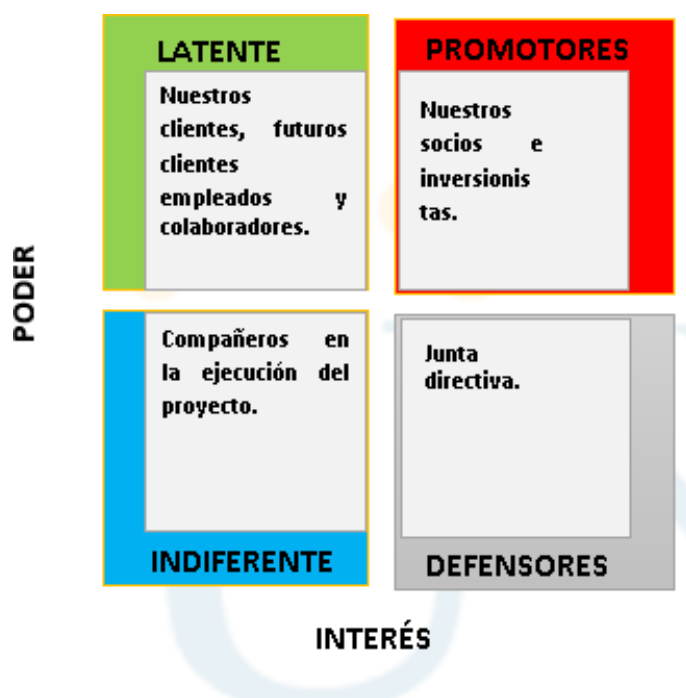 LATENTE
Nuestros
clientes, futuros
clientes
empleados y
colaboradores.
PROMOTORES
Nuestros
socios e
inversionis
tas.
PODER
Compañeros en
la ejecución del
proyecto.
INDIFERENTE
Junta
directiva.
DEFENSORES
INTERÉS